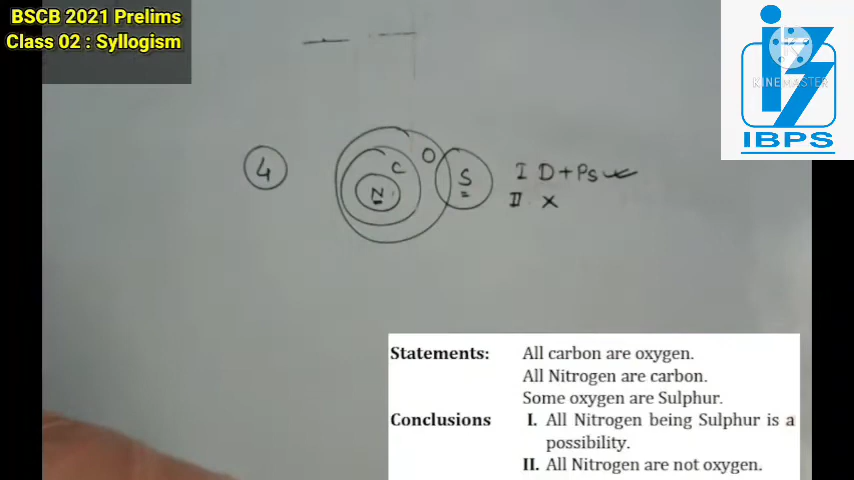 BSCB 2021 Prelims
Class 02 : Syllogism
KINEMASTER
IBPS
4
O
C
N
S
I D+Ps
II ×
Statements: All carbon are oxygen.
All Nitrogen are carbon.
Some oxygen are Sulphur.
Conclusions I. All Nitrogen being Sulphur is a
possibility.
II. All Nitrogen are not oxygen.